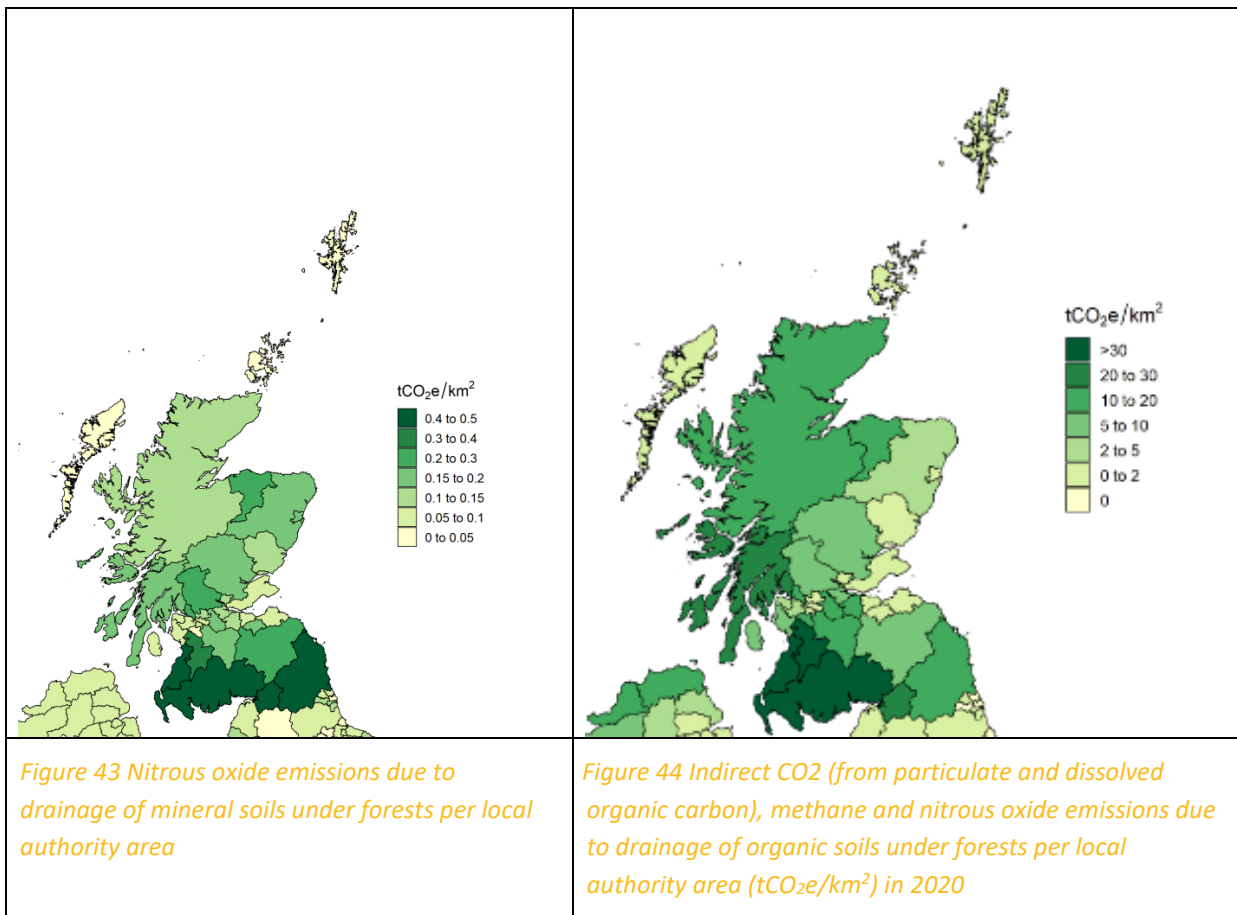 tCO₂e/km²
0.4 to 0.5
0.3 to 0.4
0.2 to 0.3
0.15 to 0.2
0.1 to 0.15
0.05 to 0.1
0 to 0.05
tCO₂e/km²
>30
20 to 30
10 to 20
5 to 10
2 to 5
0 to 2
0
Figure 43 Nitrous oxide emissions due to
drainage of mineral soils under forests per local
authority area
Figure 44 Indirect CO2 (from particulate and dissolved
organic carbon), methane and nitrous oxide emissions due
to drainage of organic soils under forests per local
authority area (tCO₂e/km²) in 2020